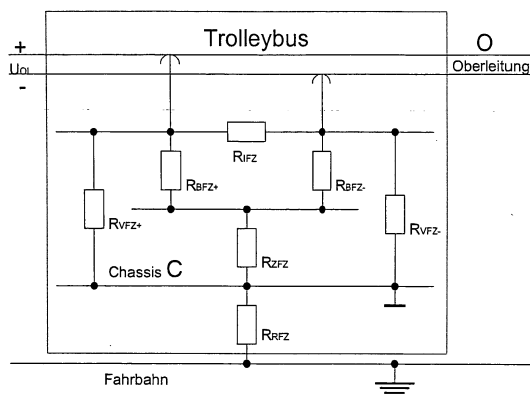 Trolleybus
+
O
UOL
Oberleitung
-
RIFZ
RBFZ+
RBFZ-
RVFZ+
RVFZ-
RZFZ
Chassis C
RRFZ
Fahrbahn